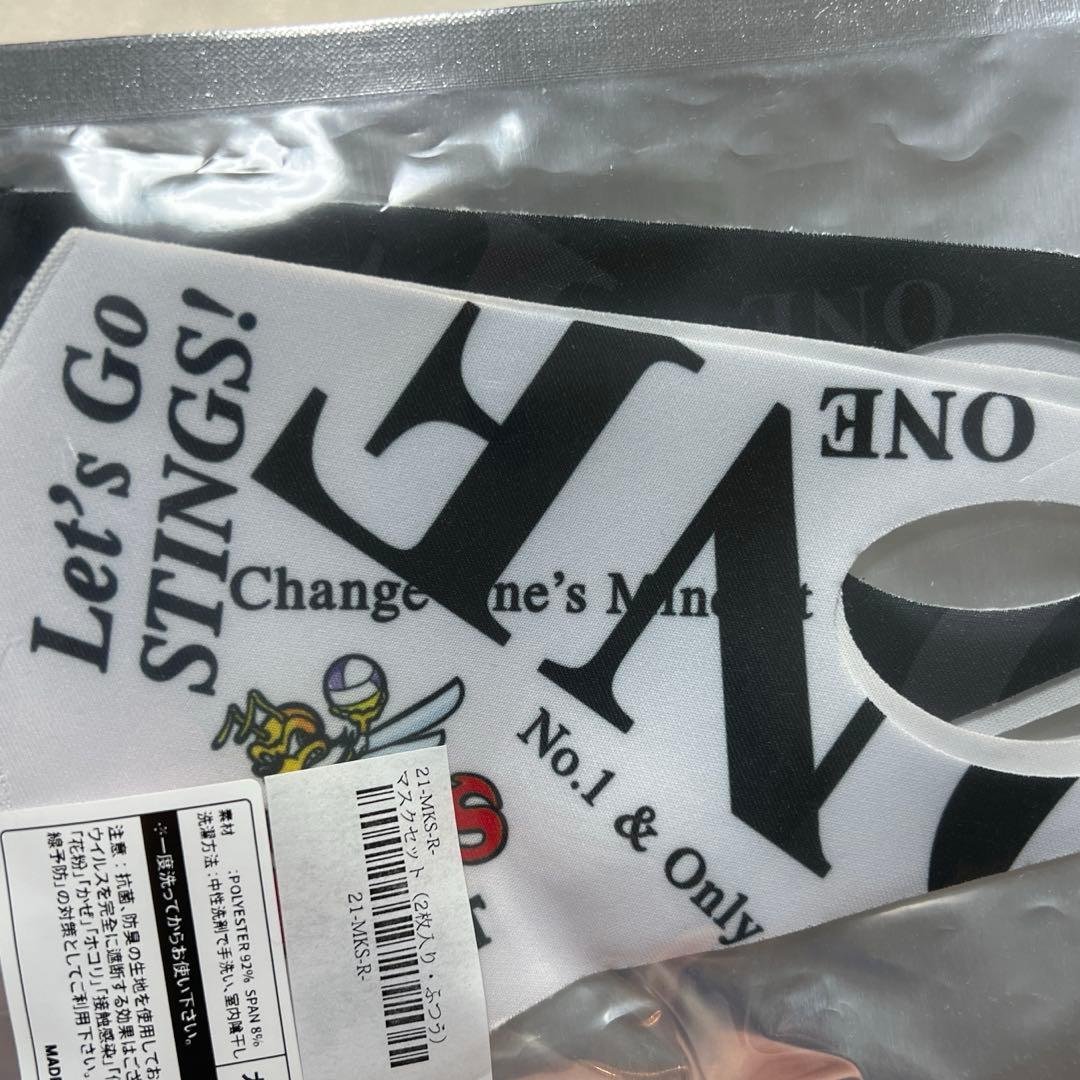 ONE
ONE
Let's Go
STINGS!
ONE
No.1 & Only
21-MKS-R-
マスクセット (2枚入り・ふつう)
21-MKS-R-
素材 :POLYESTER 92% SPAN 8%
洗濯方法:中性洗剤で手洗い、室内陰干し
※一度洗ってからお使い下さい。
注意:抗菌、防臭の生地を使用してお
ウイルスを完全に遮断する効果はござ
「花粉」「かぜ」「ホコリ」「接触感染」「
線予防」の対策としてご利用下さい。
MADE